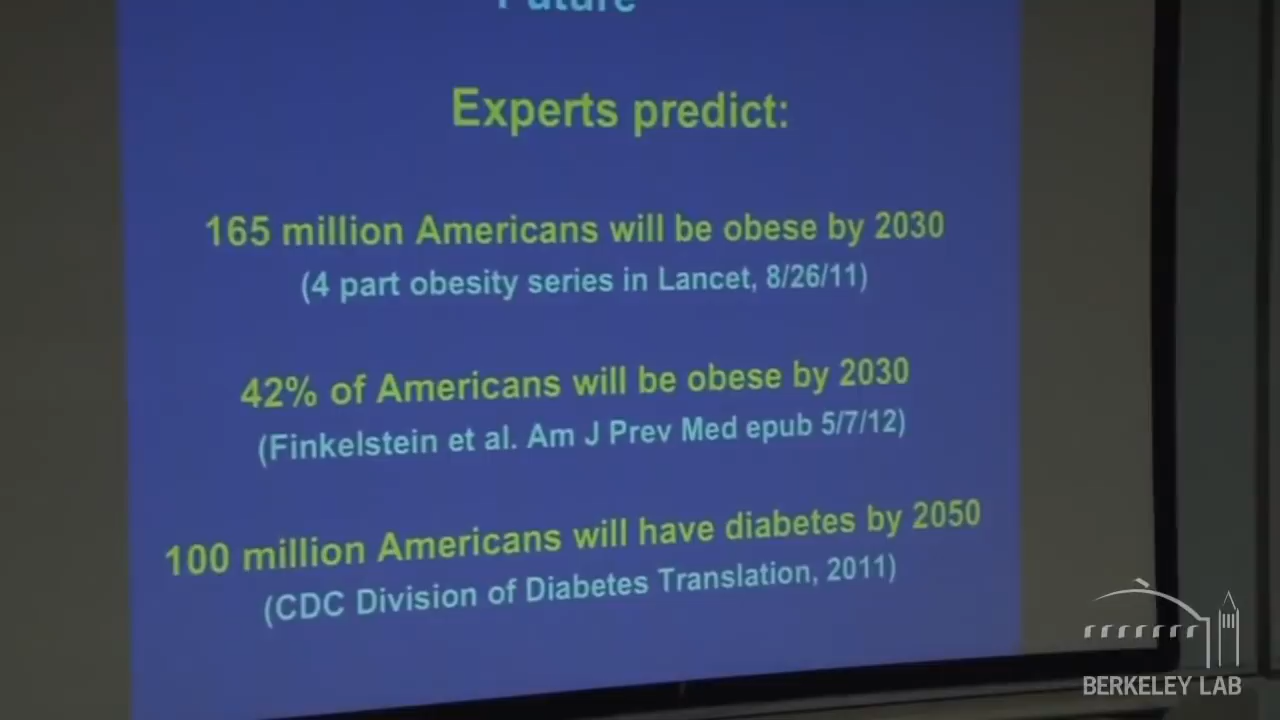 Future
Experts predict:
165 million Americans will be obese by 2030
(4 part obesity series in Lancet, 8/26/11)
42% of Americans will be obese by 2030
(Finkelstein et al. Am J Prev Med epub 5/7/12)
100 million Americans will have diabetes by 2050
(CDC Division of Diabetes Translation, 2011)
BERKELEY LAB